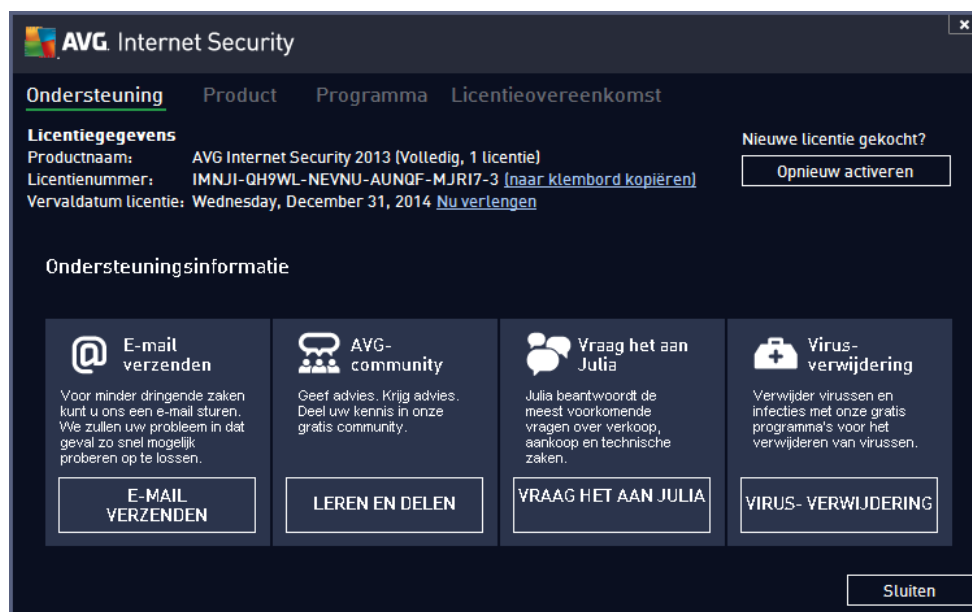 AVG. Internet Security
Ondersteuning Product Programma Licentieovereenkomst
Licentiegegevens
Productnaam: AVG Internet Security 2013 (Volledig, 1 licentie)
Licentienummer: IMNJI-QH9WL-NEVNU-AUNQF-MJRI7-3 (naar klembord kopiëren)
Vervaldatum licentie: Wednesday, December 31, 2014 Nu verlengen
Nieuwe licentie gekocht?
Opnieuw activeren
Ondersteuningsinformatie
E-mail
verzenden
Voor minder dringende zaken
kunt u ons een e-mail sturen.
We zullen uw probleem in dat
geval zo snel mogelijk
proberen op te lossen.
E-MAIL
VERZENDEN
AVG-
community
Geef advies. Krijg advies.
Deel uw kennis in onze
gratis community.
LEREN EN DELEN
Vraag het aan
Julia
Julia beantwoordt de
meest voorkomende
vragen over verkoop,
aankoop en technische
zaken.
VRAAG HET AAN JULIA
Virus-
verwijdering
Verwijder virussen en
infecties met onze gratis
programma's voor het
verwijderen van virussen.
VIRUS- VERWIJDERING
Sluiten